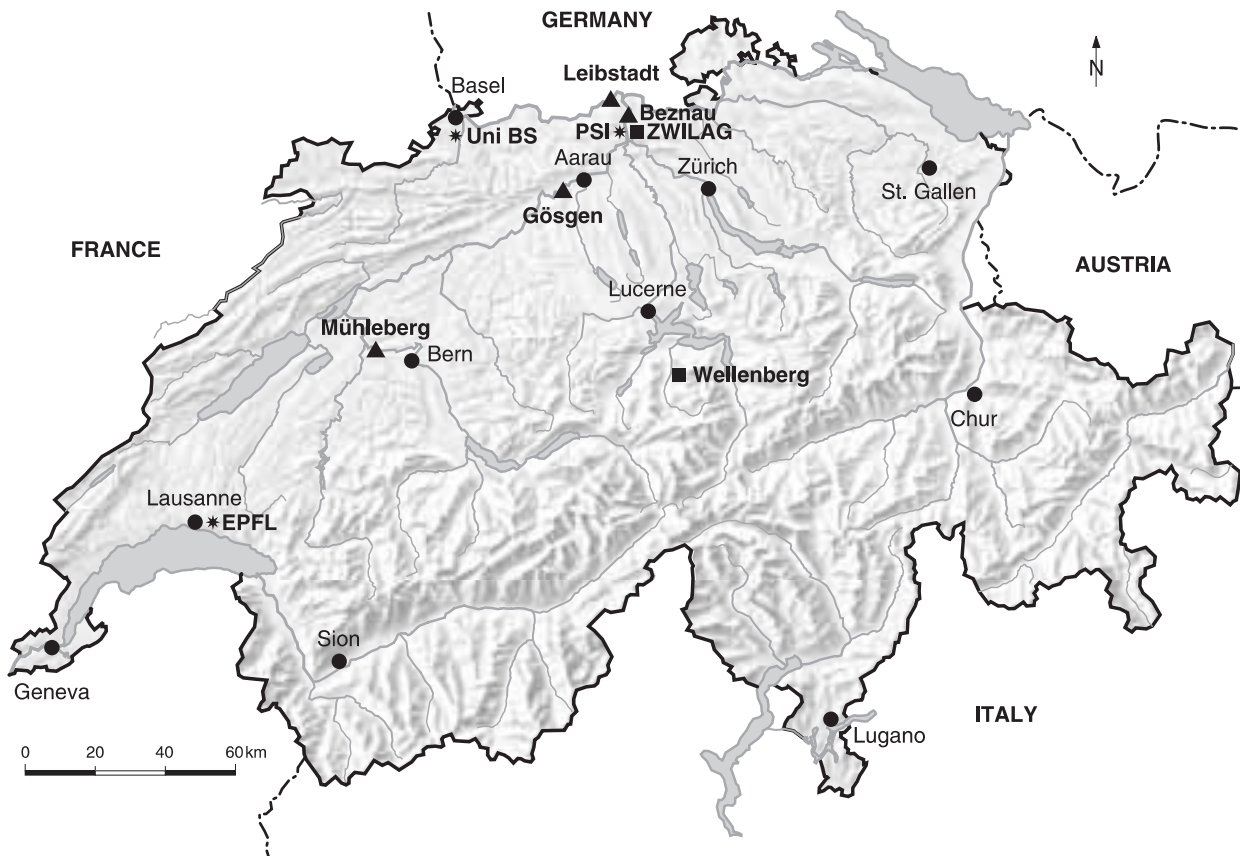 GERMANY
N
Leibstadt
Basel
Beznau
Uni BS
PSI
ZWILAG
Aarau
Zürich
St. Gallen
Gösgen
FRANCE
AUSTRIA
Lucerne
Mühleberg
Bern
Wellenberg
Chur
Lausanne
EPFL
Sion
Geneva
ITALY
Lugano
0 20 40 60 km